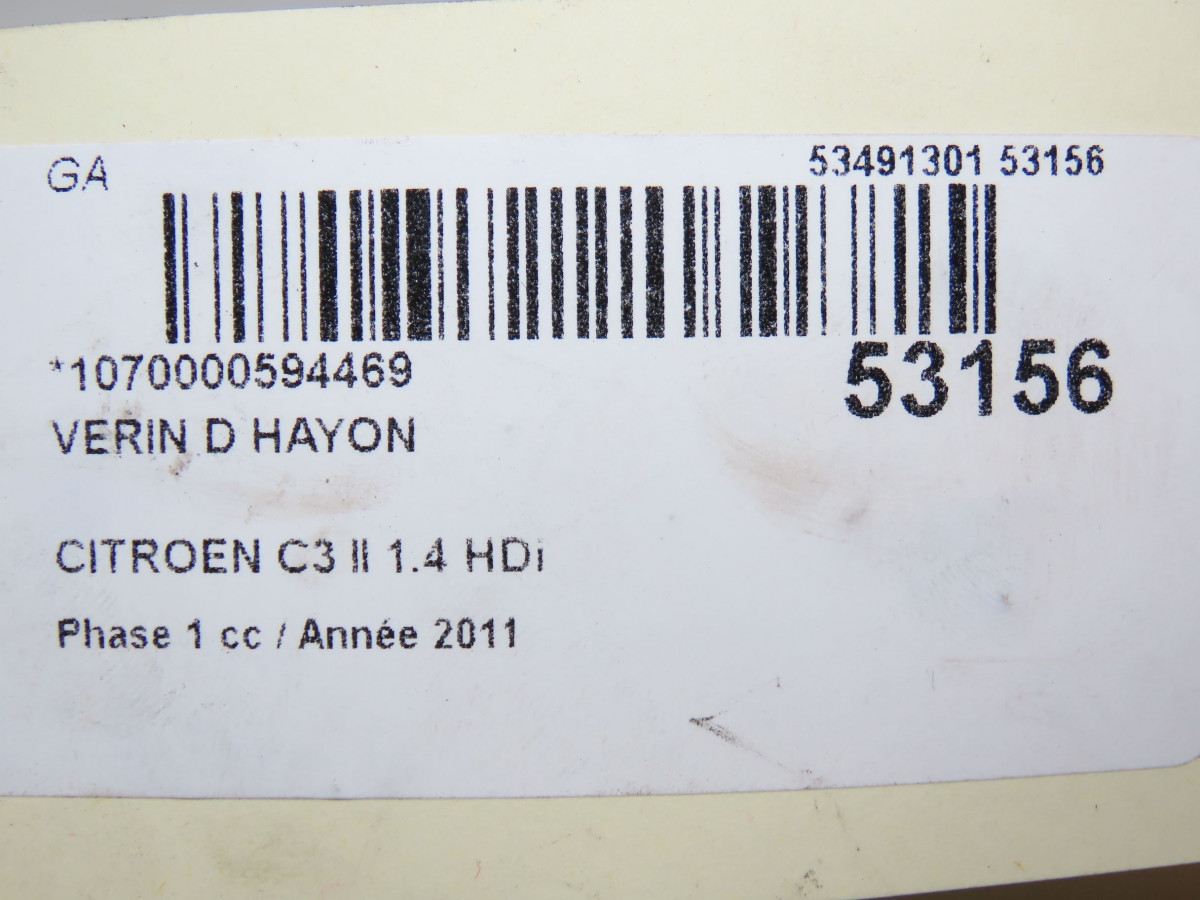 GA
53491301 53156
*1070000594469
53156
VERIN D HAYON
CITROEN C3 II 1.4 HDi
Phase 1 cc / Année 2011